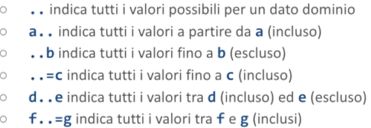 .. indica tutti i valori possibili per un dato dominio
a.. indica tutti i valori a partire da a (incluso)
..b indica tutti i valori fino a b (escluso)
..=c indica tutti i valori fino a c (incluso)
d..e indica tutti i valori tra d (incluso) ed e (escluso)
f..=g indica tutti i valori tra f e g (inclusi)